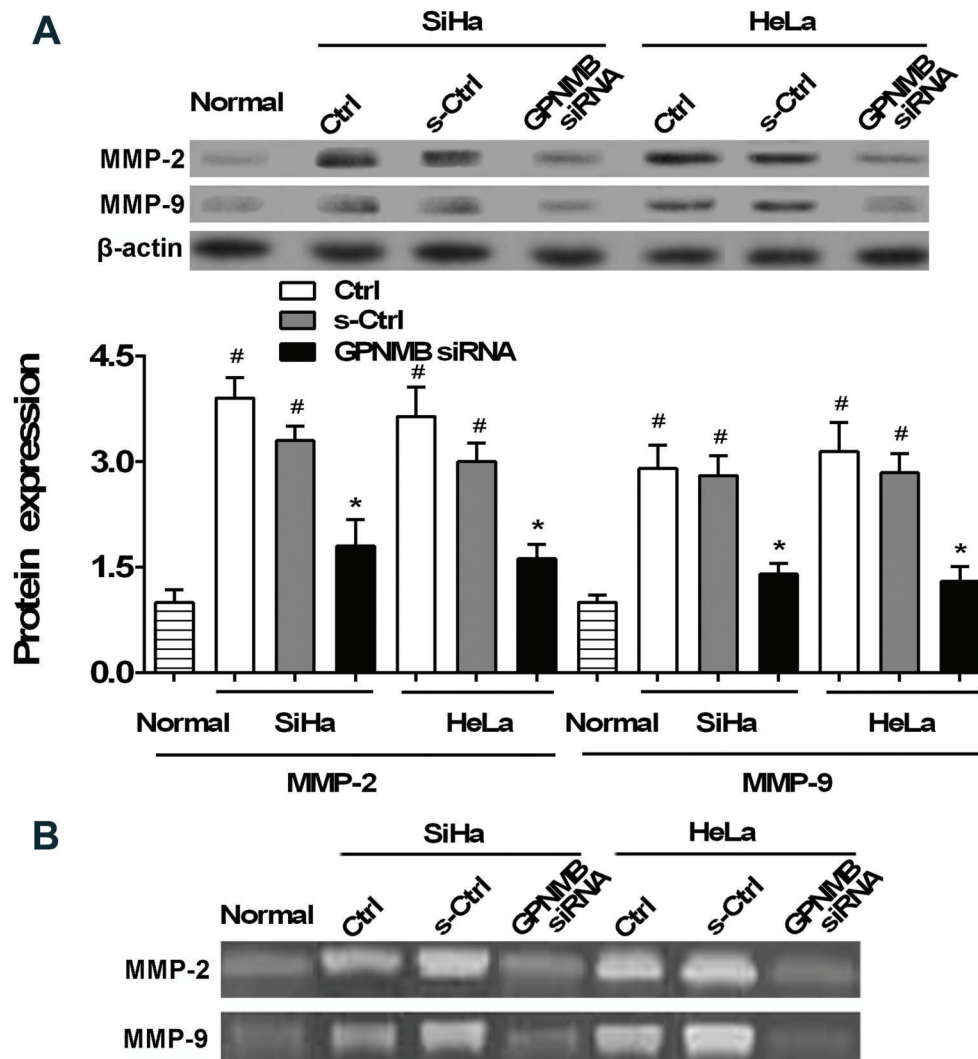 A
SiHa HeLa
Normal Ctrl s-Ctrl GPNMB siRNA Ctrl s-Ctrl GPNMB siRNA
MMP-2
MMP-9
β-actin
Ctrl
s-Ctrl
GPNMB siRNA
Protein expression
4.5
3.0
1.5
0.0
# # * # # * # # * # # *
Normal SiHa HeLa Normal SiHa HeLa
MMP-2 MMP-9
B
SiHa HeLa
Normal Ctrl s-Ctrl GPNMB siRNA Ctrl s-Ctrl GPNMB siRNA
MMP-2
MMP-9